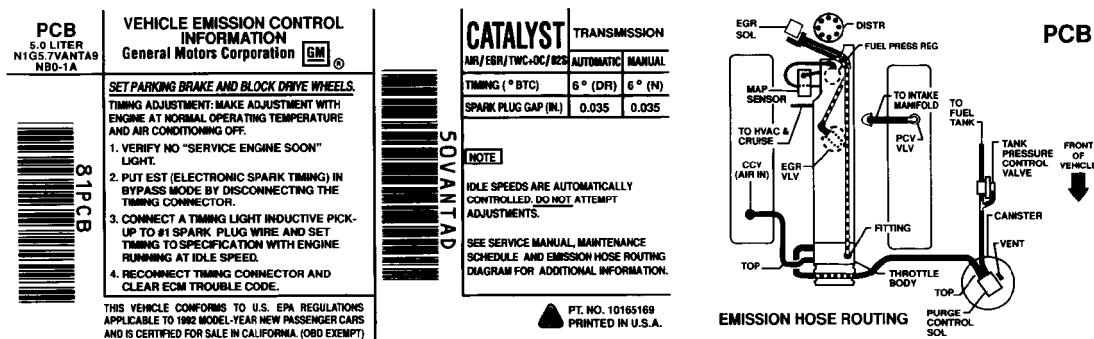 PCB
5.0 LITER
N1G5.7VANTA9
NB0-1A
81PCB
VEHICLE EMISSION CONTROL
INFORMATION
General Motors Corporation GM ®
SET PARKING BRAKE AND BLOCK DRIVE WHEELS.
TIMING ADJUSTMENT: MAKE ADJUSTMENT WITH
ENGINE AT NORMAL OPERATING TEMPERATURE
AND AIR CONDITIONING OFF.
1. VERIFY NO "SERVICE ENGINE SOON"
LIGHT.
2. PUT EST (ELECTRONIC SPARK TIMING) IN
BYPASS MODE BY DISCONNECTING THE
TIMING CONNECTOR.
3. CONNECT A TIMING LIGHT INDUCTIVE PICK-
UP TO #1 SPARK PLUG WIRE AND SET
TIMING TO SPECIFICATION WITH ENGINE
RUNNING AT IDLE SPEED.
4. RECONNECT TIMING CONNECTOR AND
CLEAR ECM TROUBLE CODE.
THIS VEHICLE CONFORMS TO U.S. EPA REGULATIONS
APPLICABLE TO 1992 MODEL-YEAR NEW PASSENGER CARS
AND IS CERTIFIED FOR SALE IN CALIFORNIA. (OBD EXEMPT)
50VANTAD
CATALYST TRANSMISSION
AIR/EGR/TWC+OC/O2S AUTOMATIC MANUAL
TIMING (°BTC) 6° (DR) 6° (N)
SPARK PLUG GAP (IN.) 0.035 0.035
NOTE
IDLE SPEEDS ARE AUTOMATICALLY
CONTROLLED. DO NOT ATTEMPT
ADJUSTMENTS.
SEE SERVICE MANUAL, MAINTENANCE
SCHEDULE AND EMISSION HOSE ROUTING
DIAGRAM FOR ADDITIONAL INFORMATION.
PT. NO. 10165169
PRINTED IN U.S.A.
EGR
SOL
DISTR
FUEL PRESS REG
PCB
MAP
SENSOR
TO INTAKE
MANIFOLD
TO
FUEL
TANK
TO HVAC &
CRUISE
PCV
VLV
TANK
PRESSURE
CONTROL
VALVE
FRONT
OF
VEHICLE
CCV
(AIR IN)
EGR
VLV
CANISTER
FITTING
VENT
TOP
THROTTLE
BODY
TOP
PURGE
CONTROL
SOL
EMISSION HOSE ROUTING